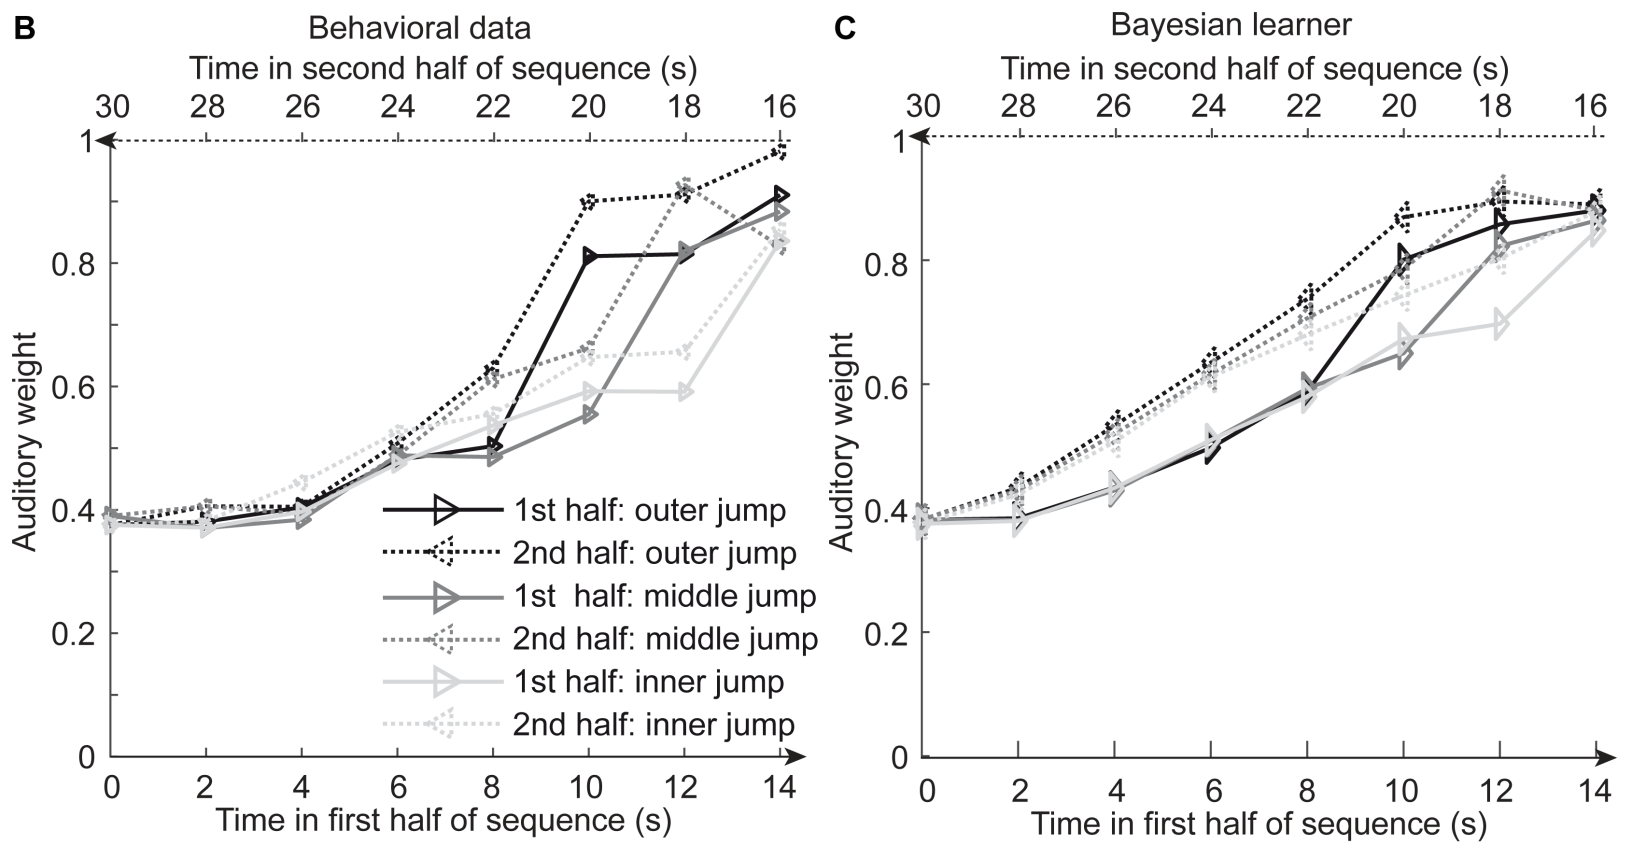 B
Behavioral data
Time in second half of sequence (s)
30 28 26 24 22 20 18 16
1
0.8
0.6
0.4
0.2
0
Auditory weight
1st half: outer jump
2nd half: outer jump
1st half: middle jump
2nd half: middle jump
1st half: inner jump
2nd half: inner jump
0 2 4 6 8 10 12 14
Time in first half of sequence (s)
C
Bayesian learner
Time in second half of sequence (s)
30 28 26 24 22 20 18 16
1
0.8
0.6
0.4
0.2
0
Auditory weight
0 2 4 6 8 10 12 14
Time in first half of sequence (s)